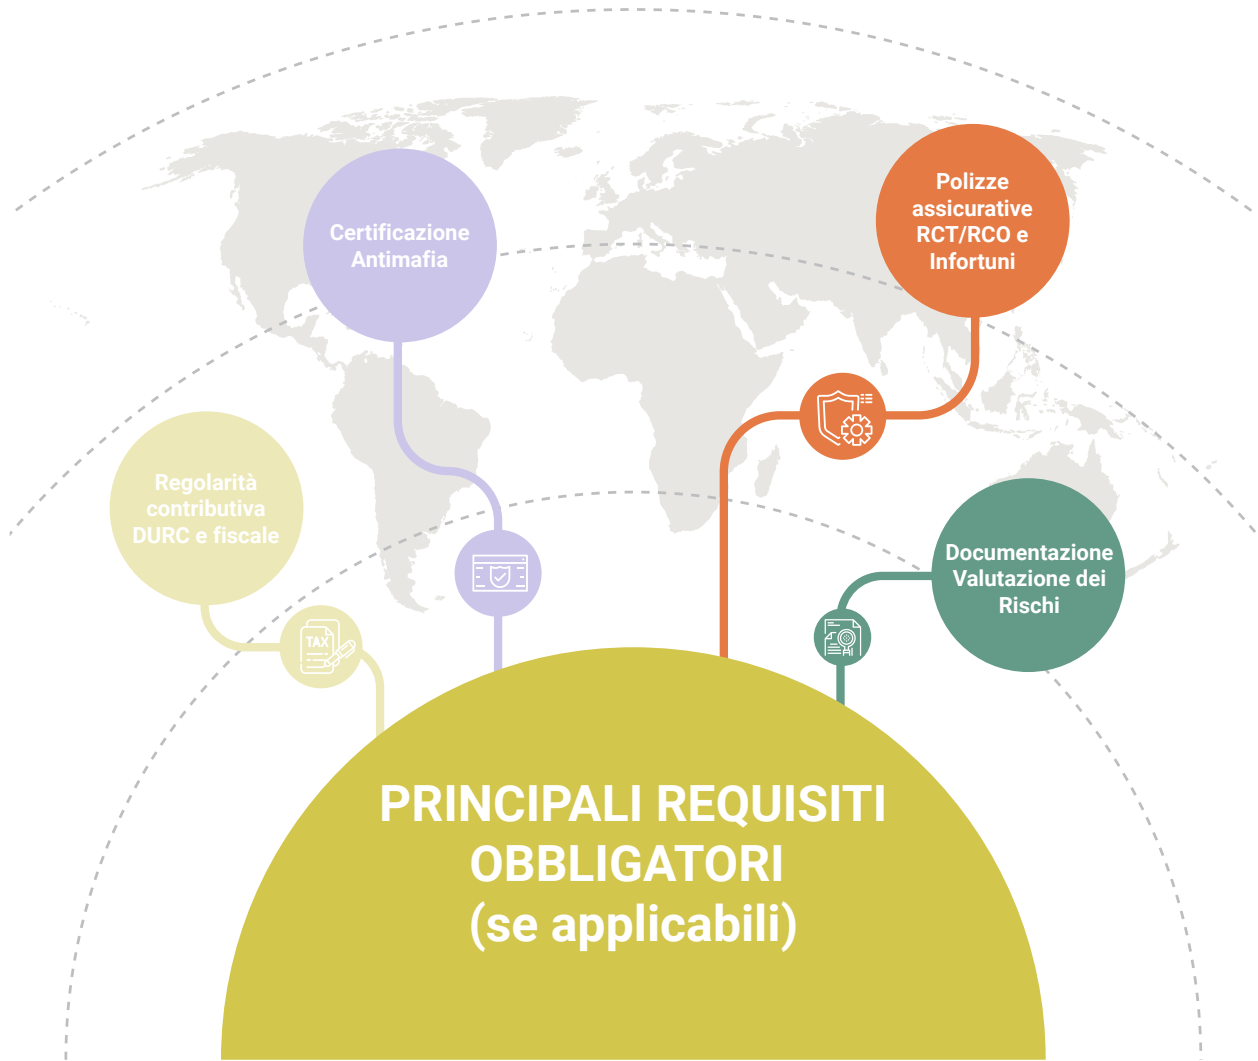 Certificazione
Antimafia
Polizze
assicurative
RCT/RCO e
Infortuni
Regolarità
contributiva
DURC e fiscale
TAX
Documentazione
Valutazione dei
Rischi
PRINCIPALI REQUISITI
OBBLIGATORI
(se applicabili)